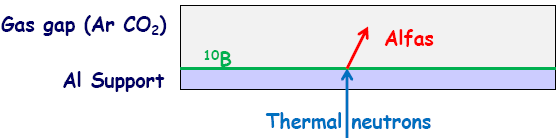 Gas gap (Ar CO₂)
Alfas
¹⁰B
Al Support
Thermal neutrons